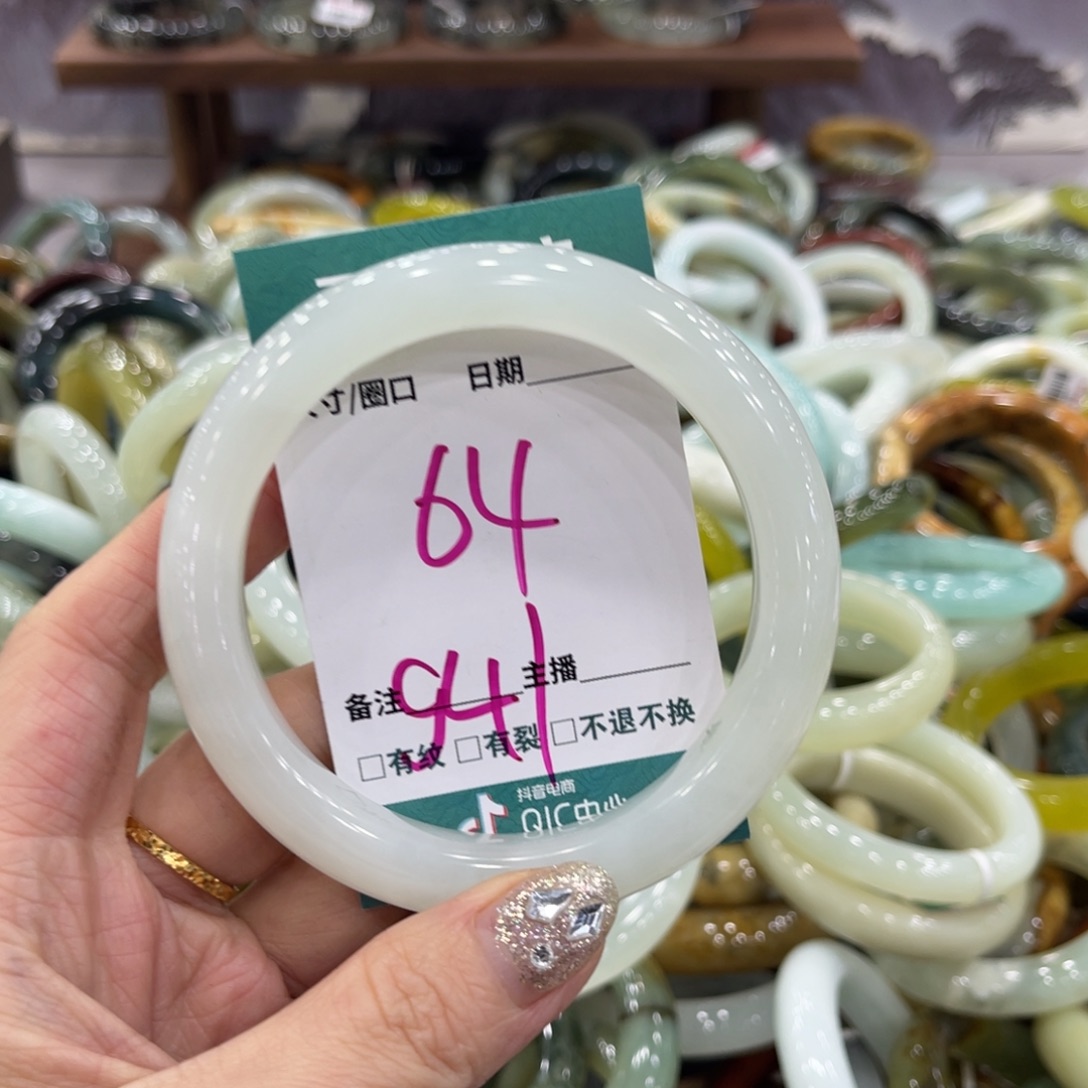 寸/圈口 日期
64
941
备注 主播
□有纹 □有裂 □不退不换
抖音电商
QIC中心